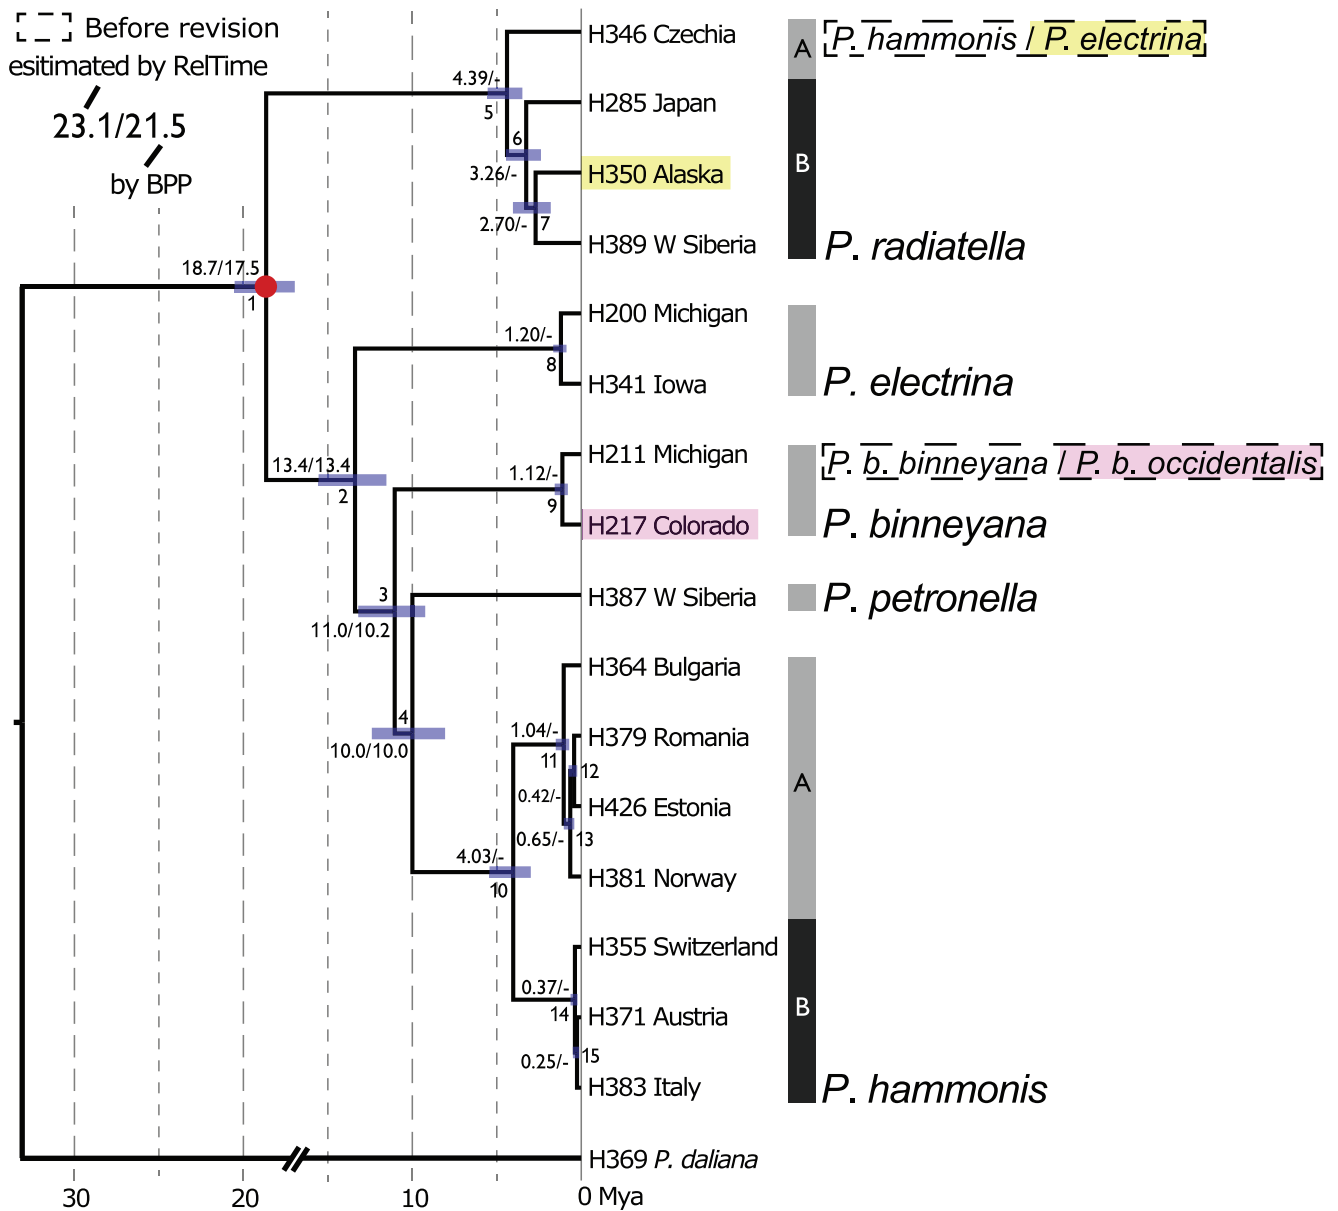 Before revision
esitimated by RelTime
23.1/21.5
by BPP
H346 Czechia
A
P. hammonis / P. electrina
4.39/-
5
H285 Japan
6
B
3.26/-
H350 Alaska
2.70/-
7
H389 W Siberia
P. radiatella
18.7/17.5
1
H200 Michigan
1.20/-
8
H341 Iowa
P. electrina
H211 Michigan
P. b. binneyana / P. b. occidentalis
13.4/13.4
2
1.12/-
9
H217 Colorado
P. binneyana
3
H387 W Siberia
P. petronella
11.0/10.2
H364 Bulgaria
4
10.0/10.0
1.04/-
11
H379 Romania
12
A
0.42/-
H426 Estonia
0.65/-
13
4.03/-
10
H381 Norway
H355 Switzerland
0.37/-
14
H371 Austria
B
0.25/-
15
H383 Italy
P. hammonis
H369 P. daliana
30
20
10
0 Mya